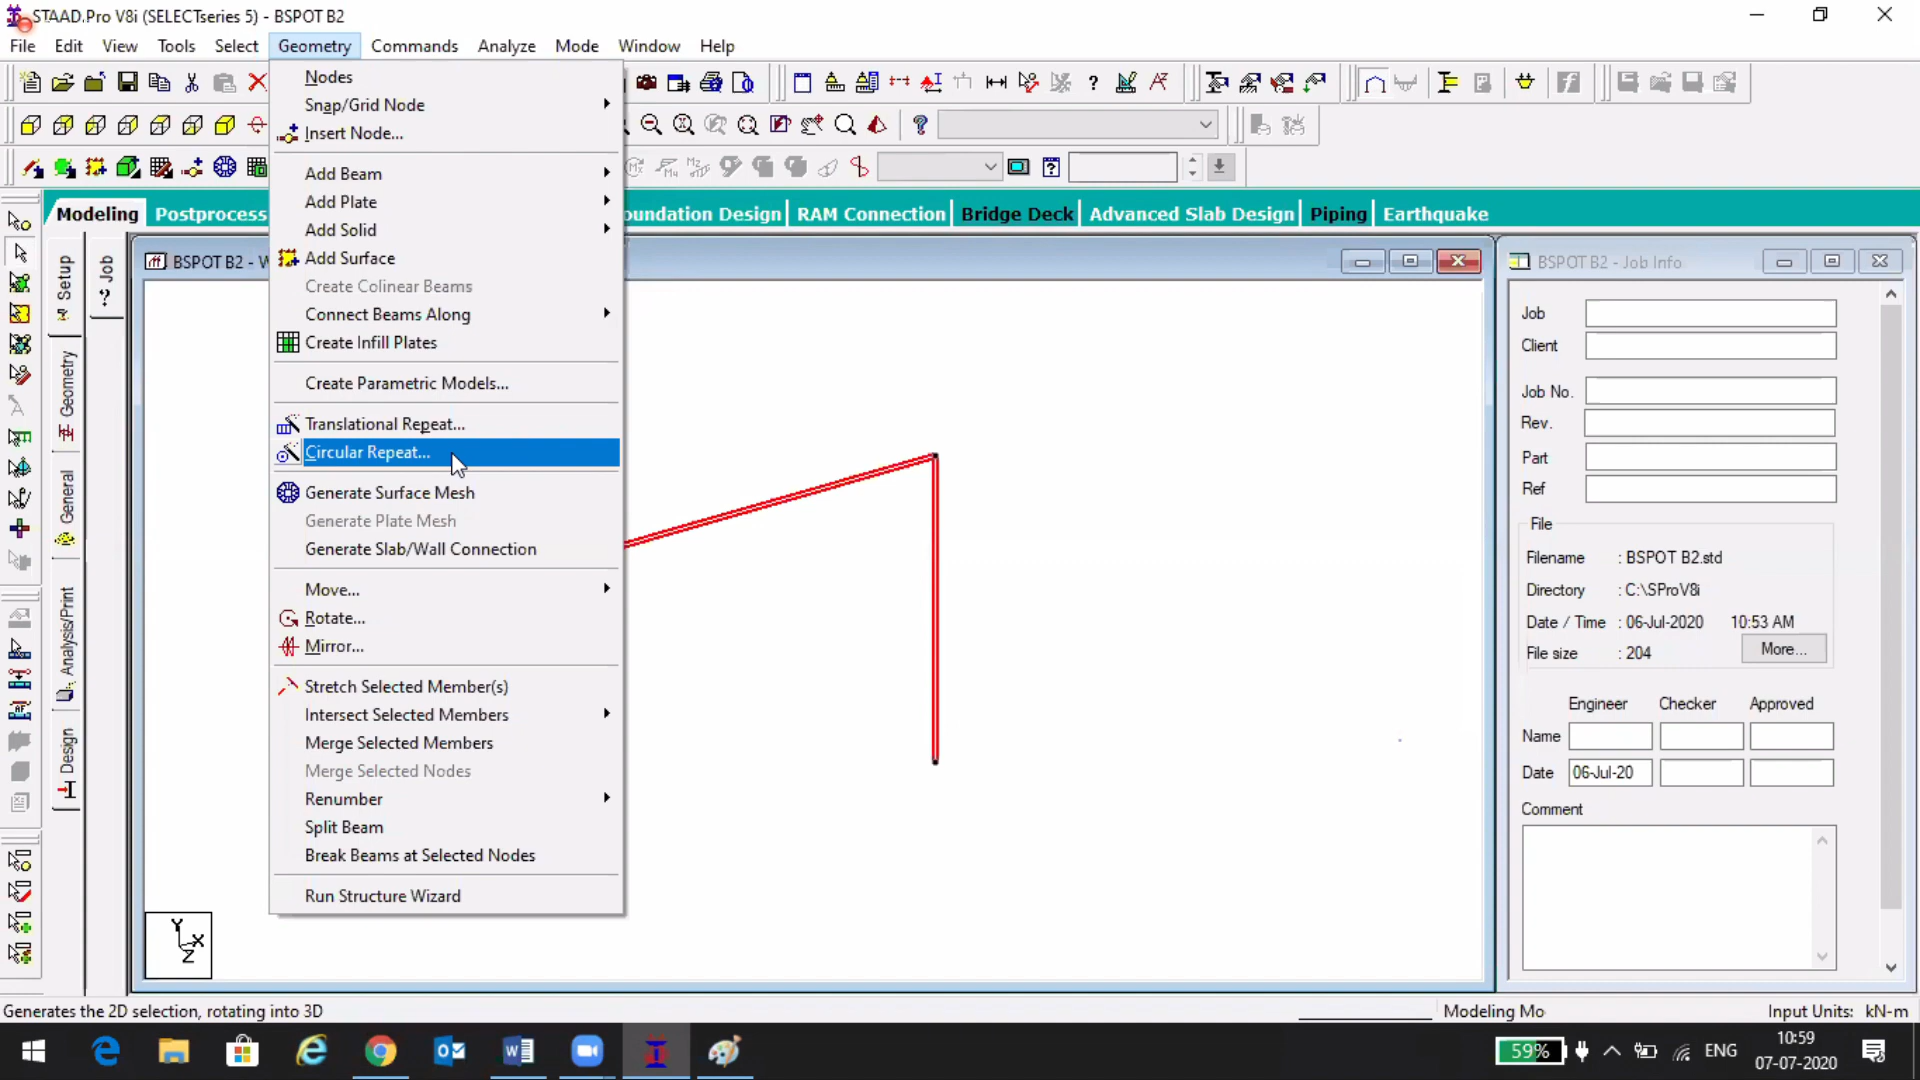 STAAD.Pro V8i (SELECTseries 5) - BSPOT B2
File Edit View Tools Select Geometry Commands Analyze Mode Window Help
Nodes
Snap/Grid Node
Insert Node...
Add Beam
Add Plate
Add Solid
Add Surface
Create Colinear Beams
Connect Beams Along
Create Infill Plates
Create Parametric Models...
Translational Repeat...
Circular Repeat...
Generate Surface Mesh
Generate Plate Mesh
Generate Slab/Wall Connection
Move...
Rotate...
Mirror...
Stretch Selected Member(s)
Intersect Selected Members
Merge Selected Members
Merge Selected Nodes
Renumber
Split Beam
Break Beams at Selected Nodes
Run Structure Wizard
Modeling Postprocess oundation Design RAM Connection Bridge Deck Advanced Slab Design Piping Earthquake
Setup
Geometry
General
Analysis/Print
Design
Job
BSPOT B2 - W
Y
X
Z
BSPOT B2 - Job Info
Job
Client
Job No.
Rev.
Part
Ref
File
Filename : BSPOT B2.std
Directory : C:\SProV8i
Date / Time : 06-Jul-2020 10:53 AM
File size : 204 More...
Engineer Checker Approved
Name
Date 06-Jul-20
Comment
Generates the 2D selection, rotating into 3D
Modeling Mo
Input Units: kN-m
59%
ENG
10:59
07-07-2020